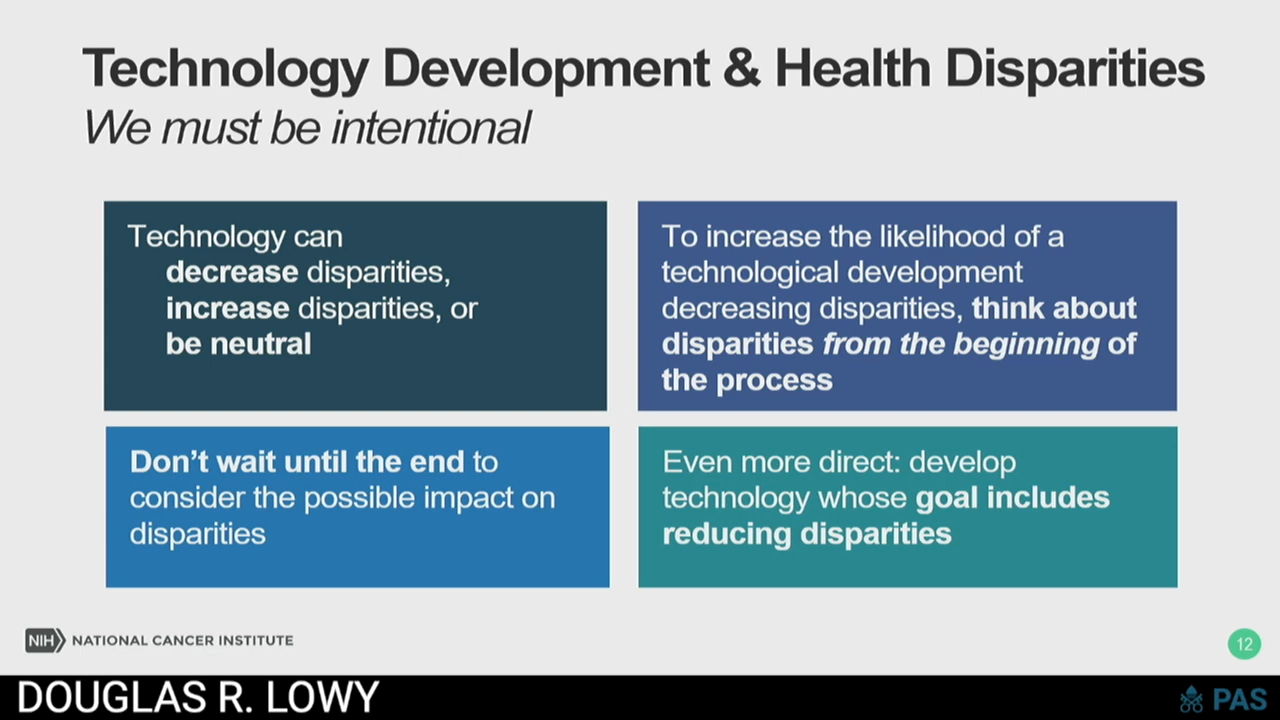 Technology Development & Health Disparities
We must be intentional
Technology can
decrease disparities,
increase disparities, or
be neutral
To increase the likelihood of a
technological development
decreasing disparities, think about
disparities from the beginning of
the process
Don’t wait until the end to
consider the possible impact on
disparities
Even more direct: develop
technology whose goal includes
reducing disparities
NIH NATIONAL CANCER INSTITUTE
12
DOUGLAS R. LOWY
PAS